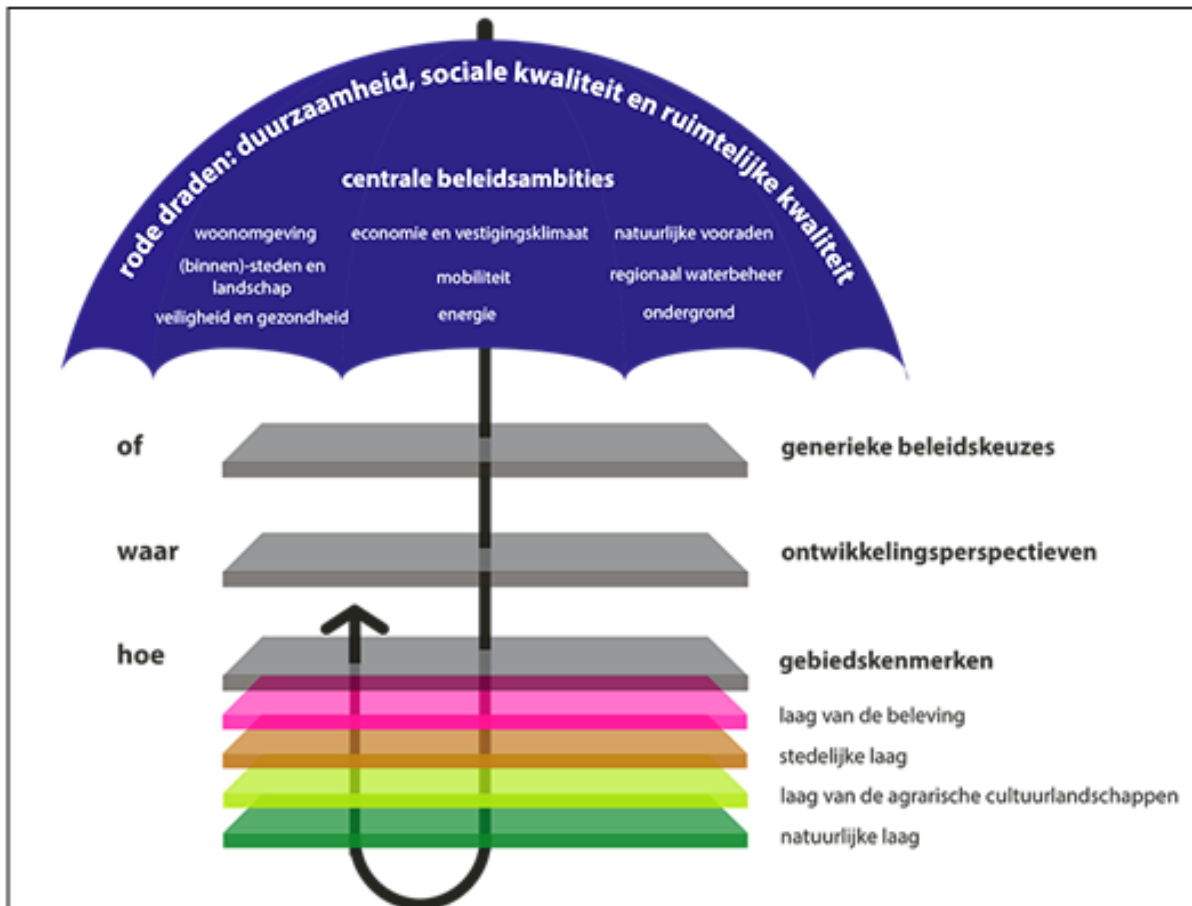 rode draden: duurzaamheid, sociale kwaliteit en ruimtelijke kwaliteit
centrale beleidsambities
woonomgeving
(binnen)-steden en
landschap
veiligheid en gezondheid
economie en vestigingsklimaat
mobiliteit
energie
natuurlijke vooraden
regionaal waterbeheer
ondergrond
of
generieke beleidskeuzes
waar
ontwikkelingsperspectieven
hoe
gebiedskenmerken
laag van de beleving
stedelijke laag
laag van de agrarische cultuurlandschappen
natuurlijke laag